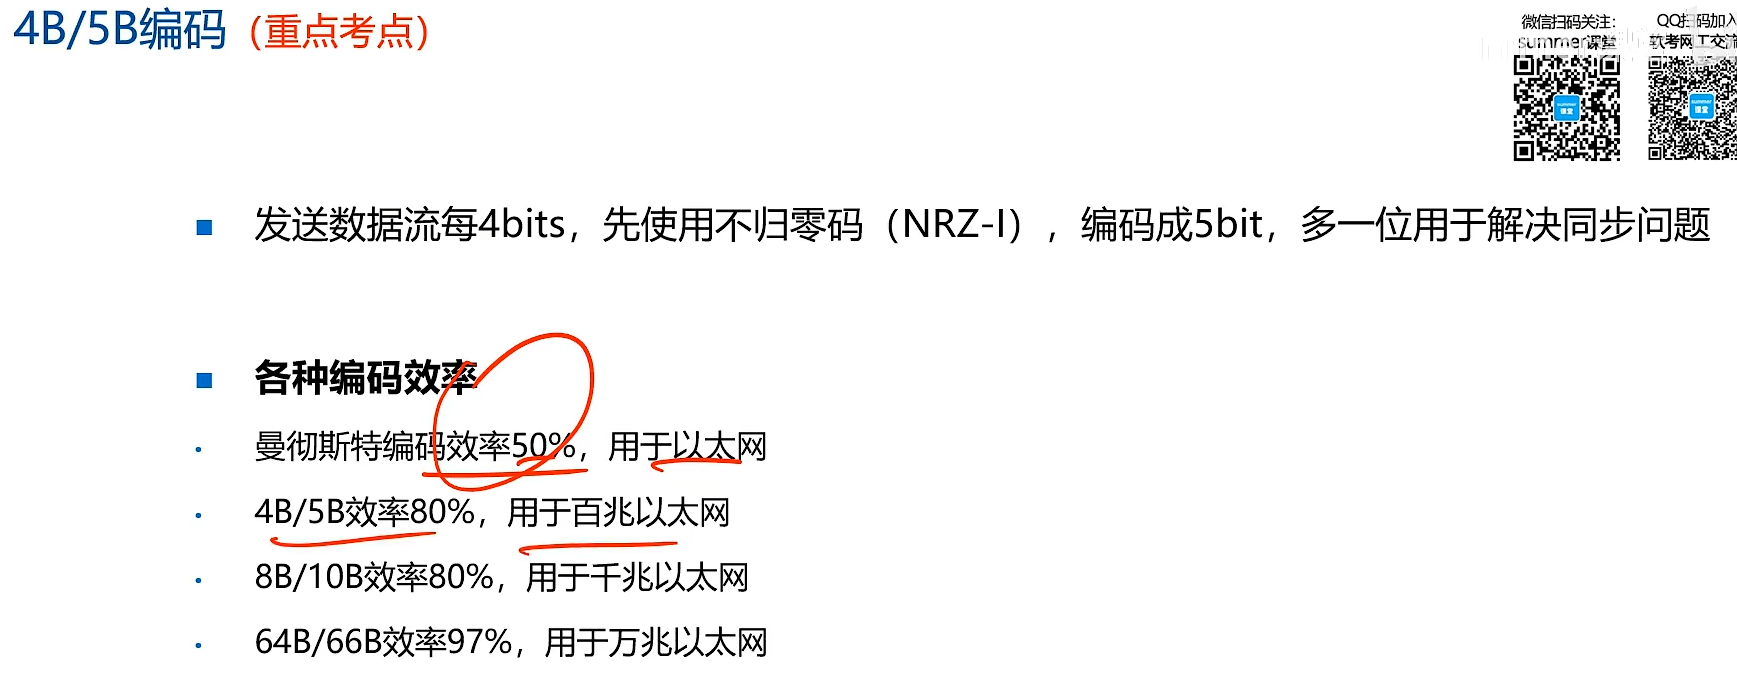 4B/5B编码（重点考点）
微信扫码关注：
summer课堂
QQ扫码加入
软考网工交流
发送数据流每4bits，先使用不归零码（NRZ-I），编码成5bit，多一位用于解决同步问题
各种编码效率
曼彻斯特编码效率50%，用于以太网
4B/5B效率80%，用于百兆以太网
8B/10B效率80%，用于千兆以太网
64B/66B效率97%，用于万兆以太网